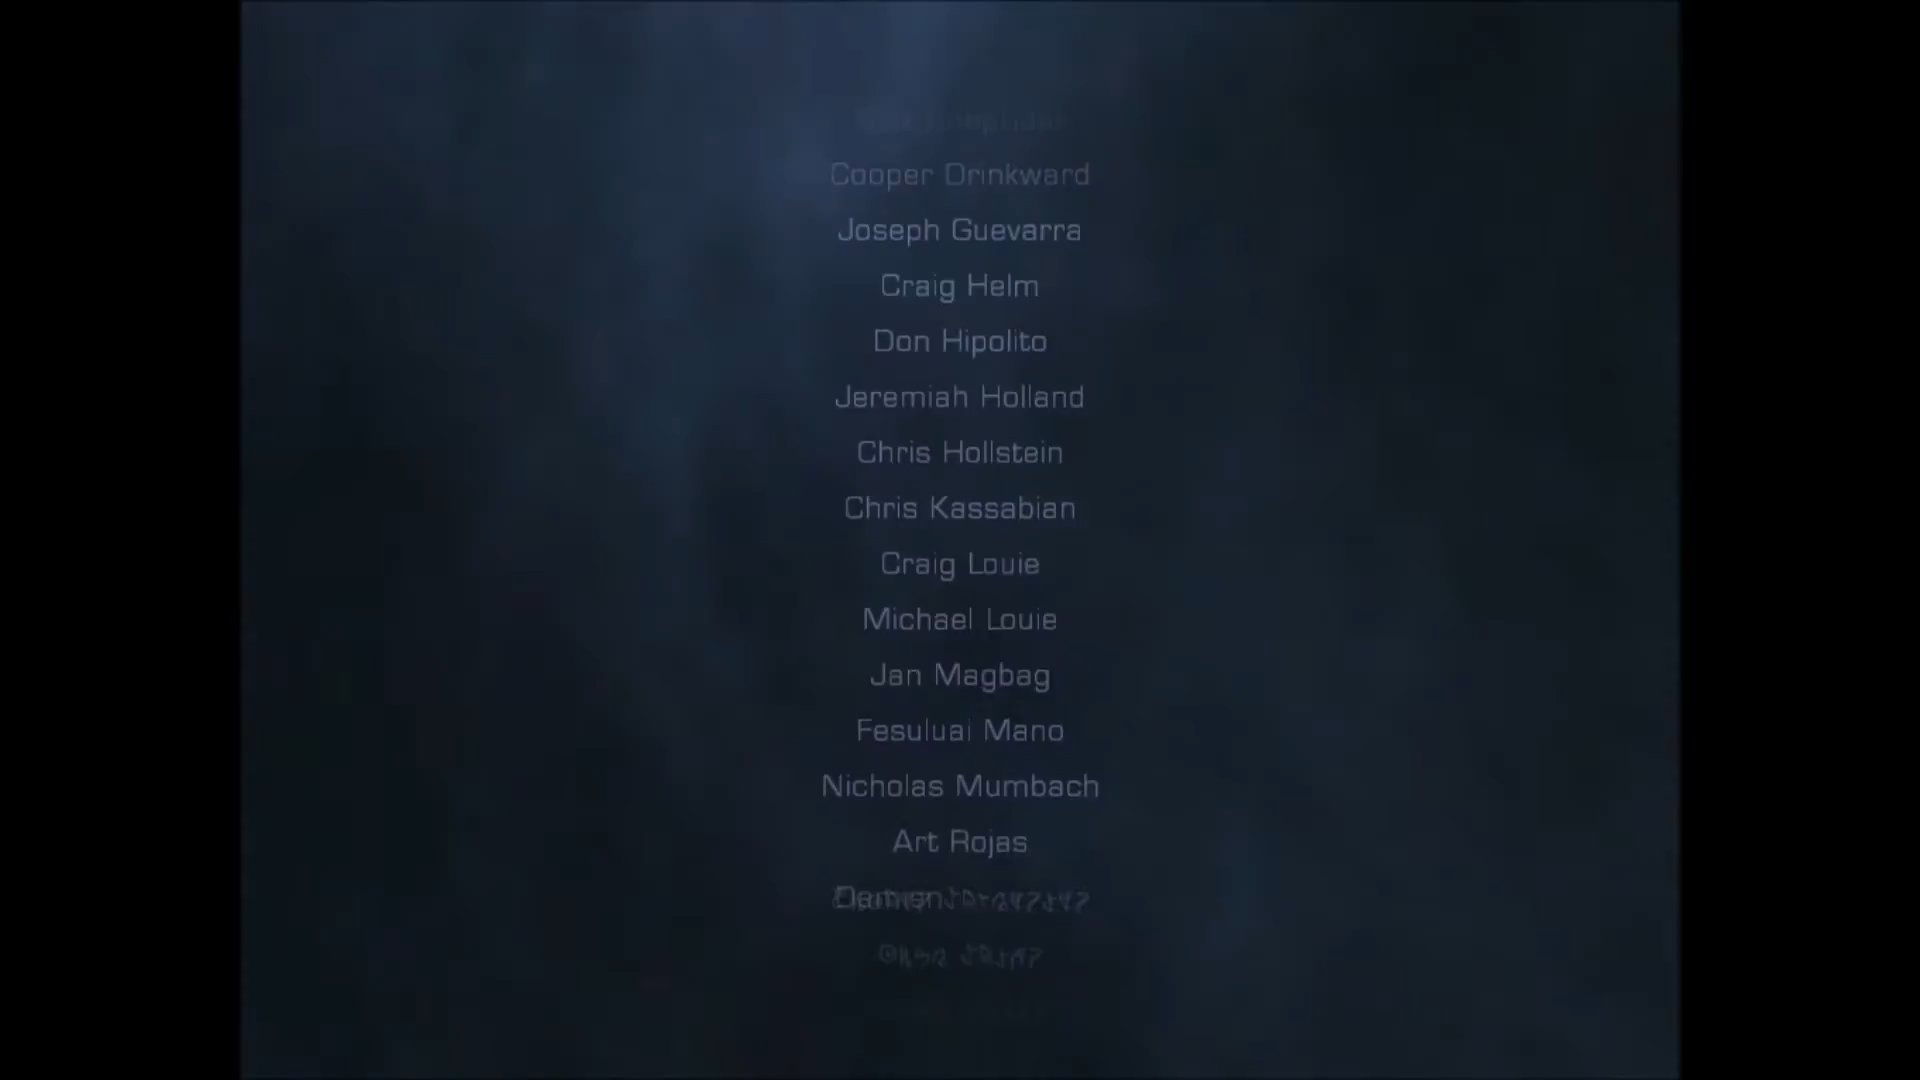 Cooper Drinkward
Joseph Guevarra
Craig Helm
Don Hipolito
Jeremiah Holland
Chris Hollstein
Chris Kassabian
Craig Louie
Michael Louie
Jan Magbag
Fesuluai Mano
Nicholas Mumbach
Art Rojas